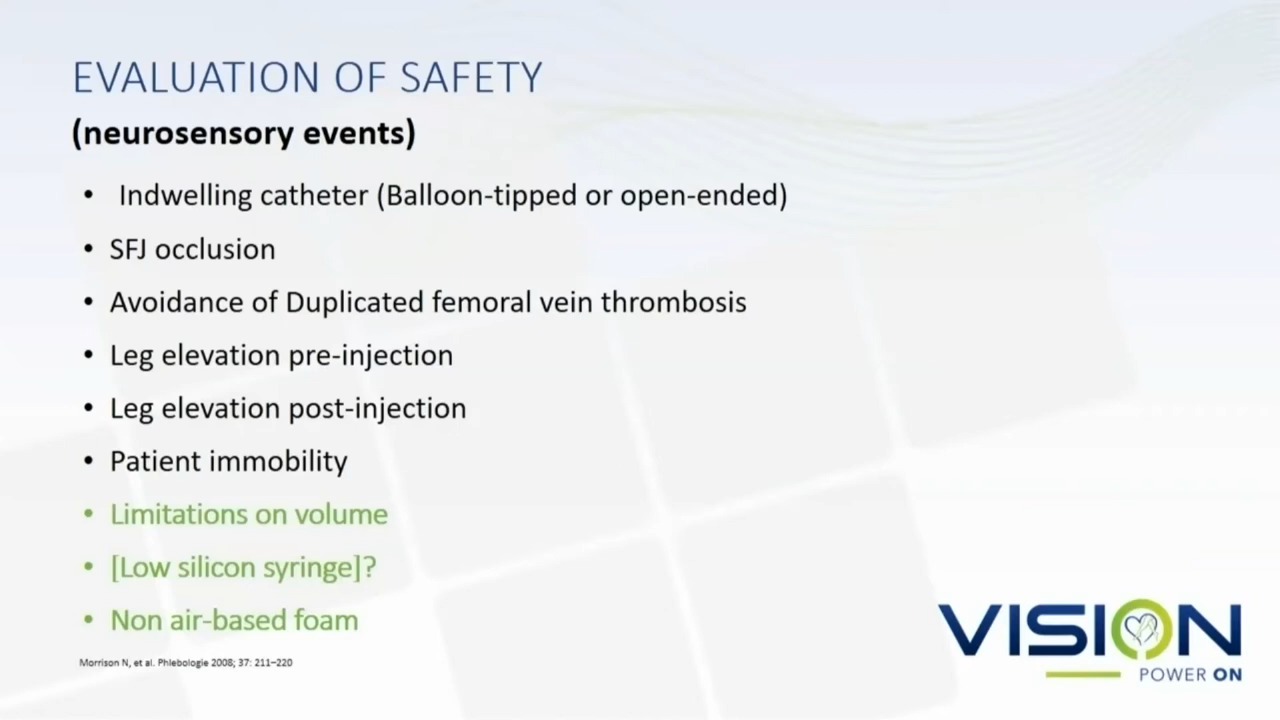 EVALUATION OF SAFETY
(neurosensory events)
• Indwelling catheter (Balloon-tipped or open-ended)
• SFJ occlusion
• Avoidance of Duplicated femoral vein thrombosis
• Leg elevation pre-injection
• Leg elevation post-injection
• Patient immobility
• Limitations on volume
• [Low silicon syringe]?
• Non air-based foam
Morrison N, et al. Phlebologie 2008; 37: 211–220
VISION
POWER ON